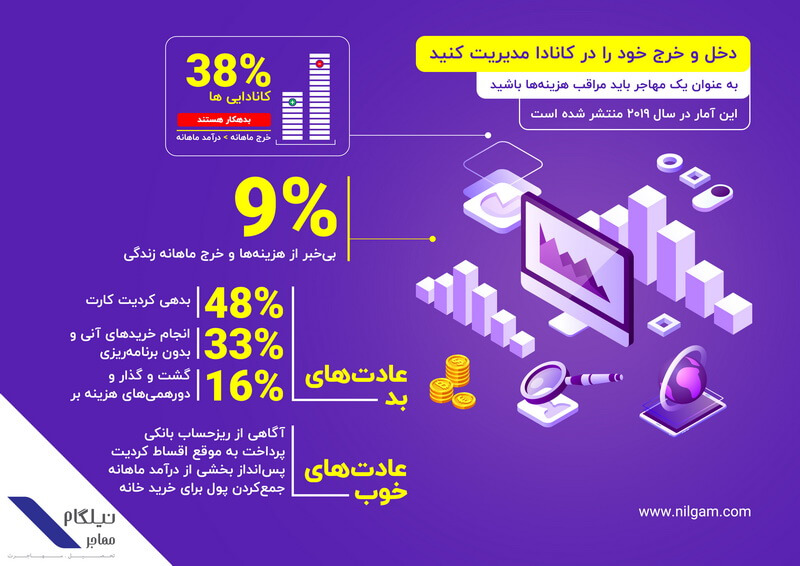 دخل و خرج خود را در کانادا مدیریت کنید
به عنوان یک مهاجر باید مراقب هزینه‌ها باشید
این آمار در سال ۲۰۱۹ منتشر شده است
38%
کانادایی ها
بدهکار هستند
خرج ماهانه > درآمد ماهانه
9%
بی‌خبر از هزینه‌ها و خرج ماهانه زندگی
عادت‌های
بد
48%
بدهی کردیت کارت
33%
انجام خریدهای آنی و
بدون برنامه‌ریزی
16%
گشت و گذار و
دورهمی‌های هزینه بر
عادت‌های
خوب
آگاهی از ریزحساب بانکی
پرداخت به موقع اقساط کردیت
پس‌انداز بخشی از درآمد ماهانه
جمع‌کردن پول برای خرید خانه
www.nilgam.com
نیلگام
مهاجر
تحصیل . مهاجرت